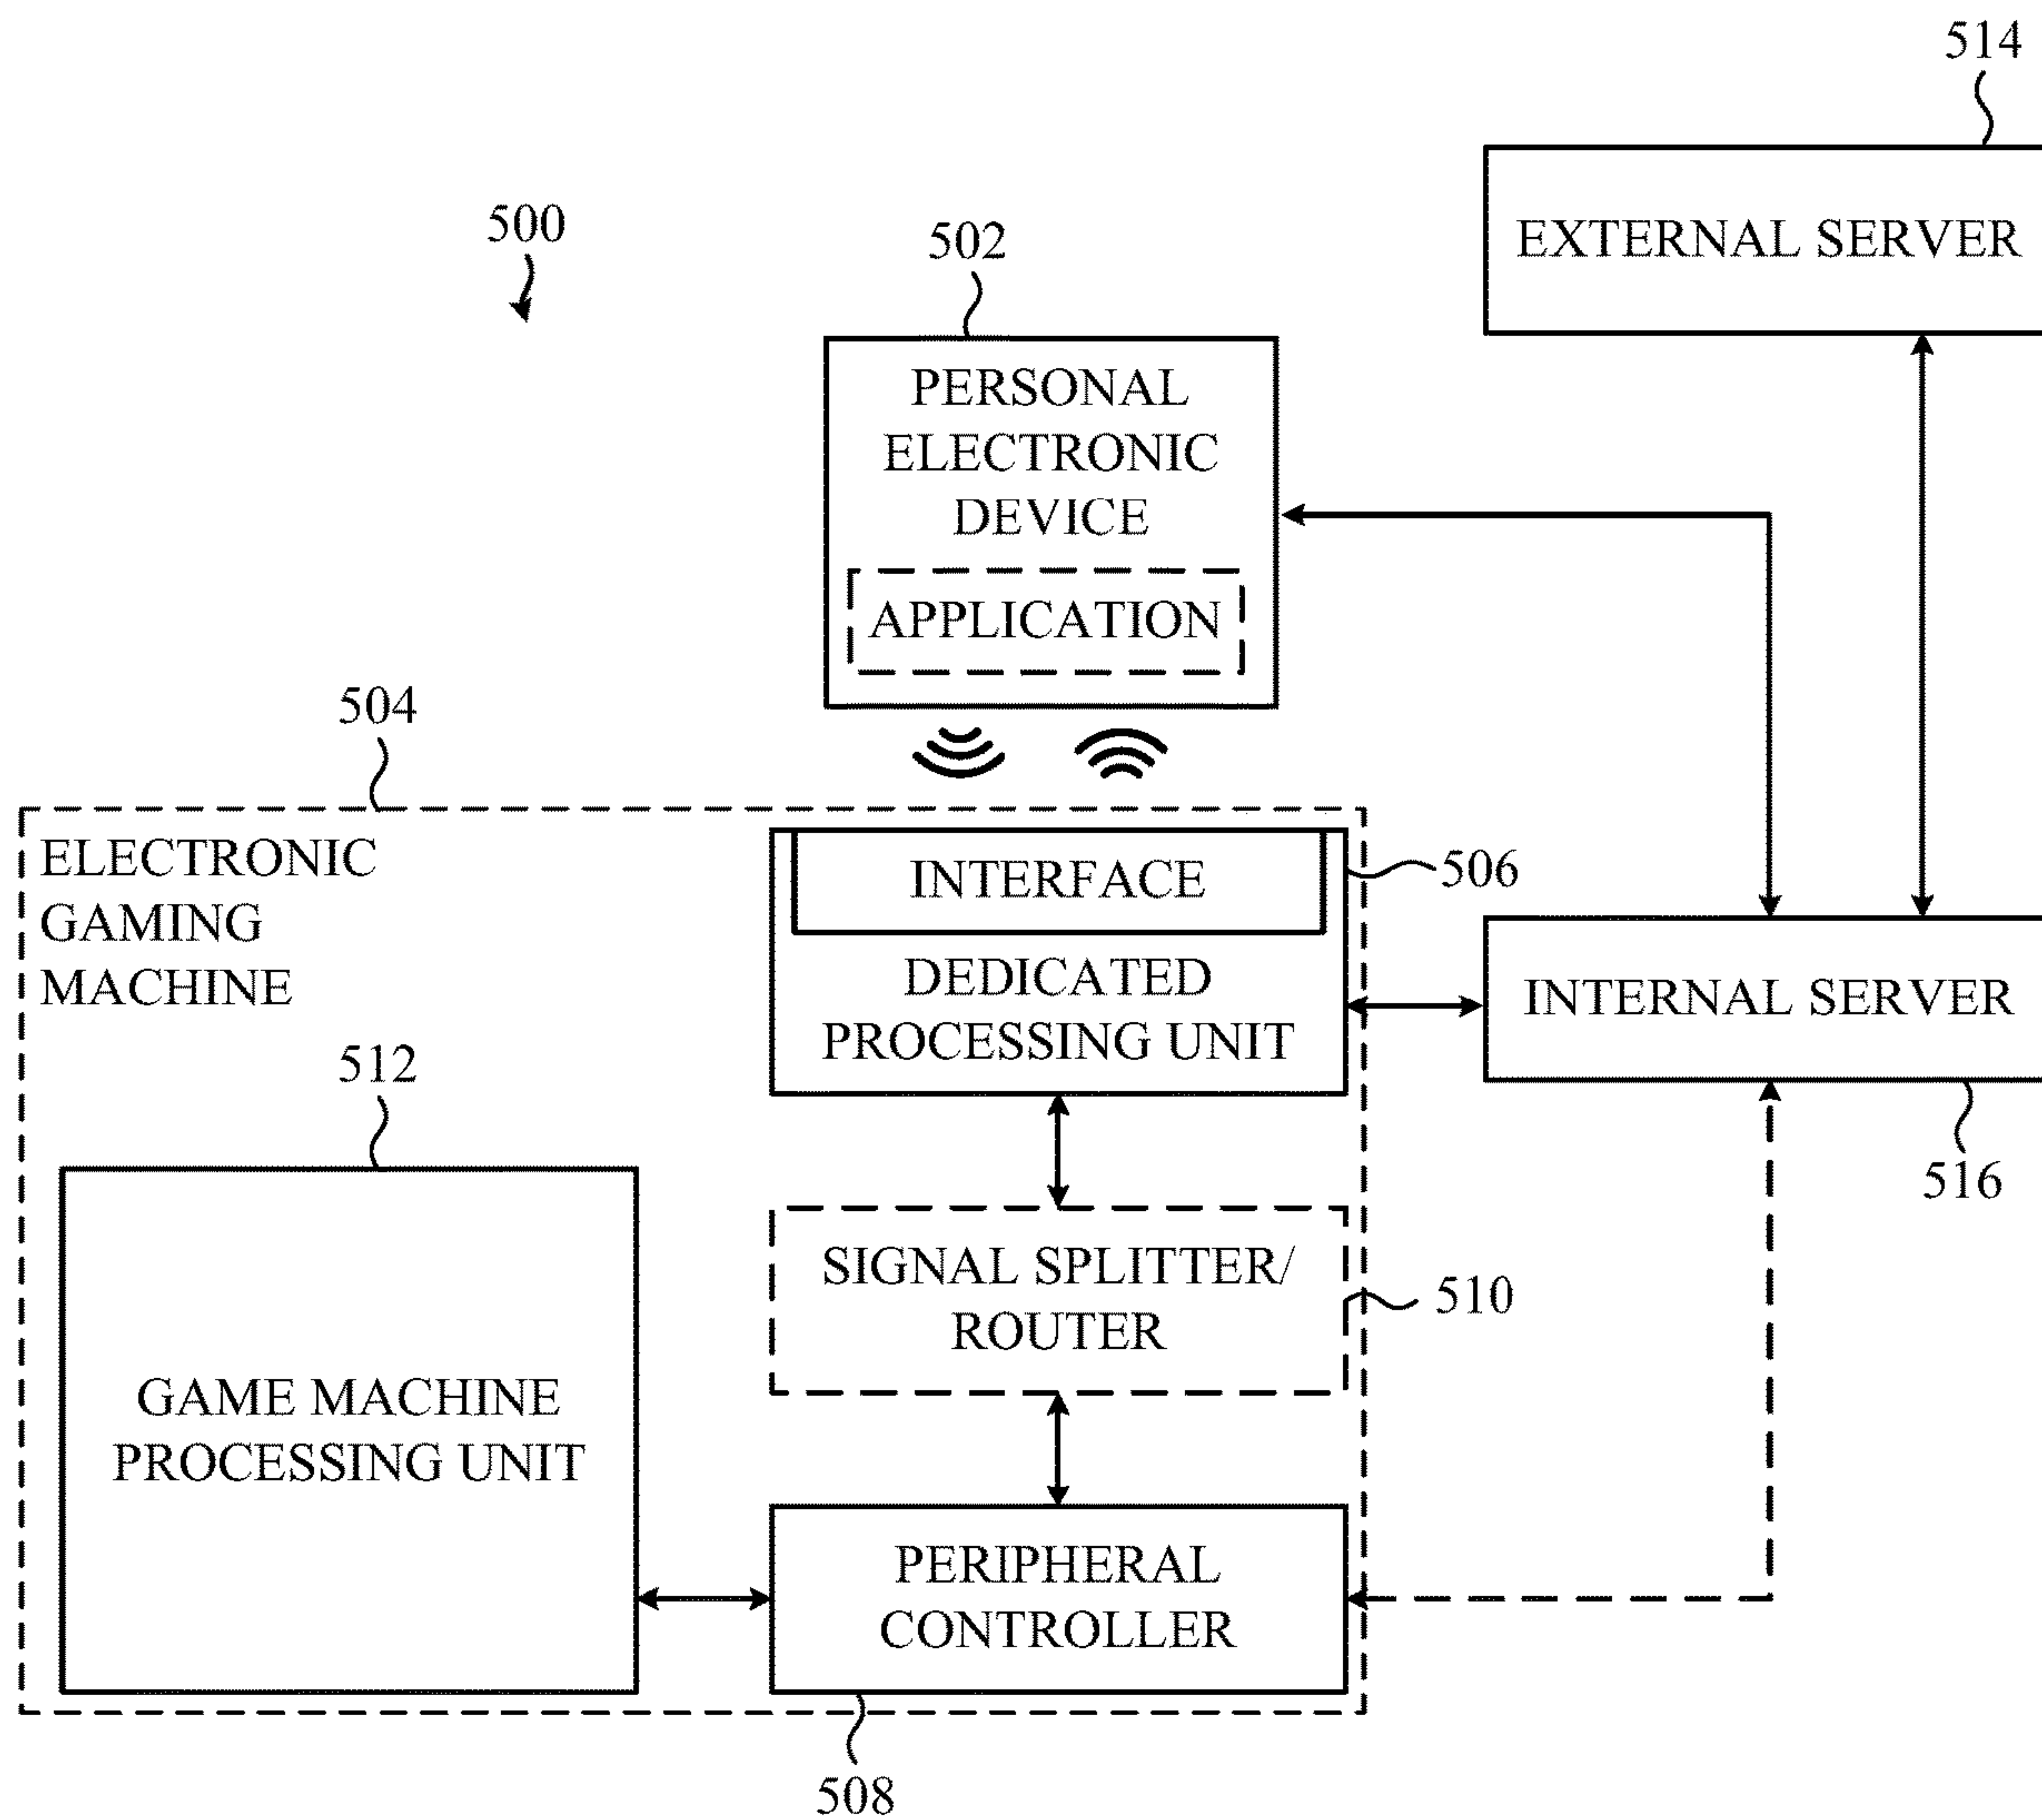 514
EXTERNAL SERVER
500
502
PERSONAL
ELECTRONIC
DEVICE
APPLICATION
504
ELECTRONIC
GAMING
MACHINE
INTERFACE
506
DEDICATED
PROCESSING UNIT
INTERNAL SERVER
516
512
GAME MACHINE
PROCESSING UNIT
SIGNAL SPLITTER/
ROUTER
510
PERIPHERAL
CONTROLLER
508